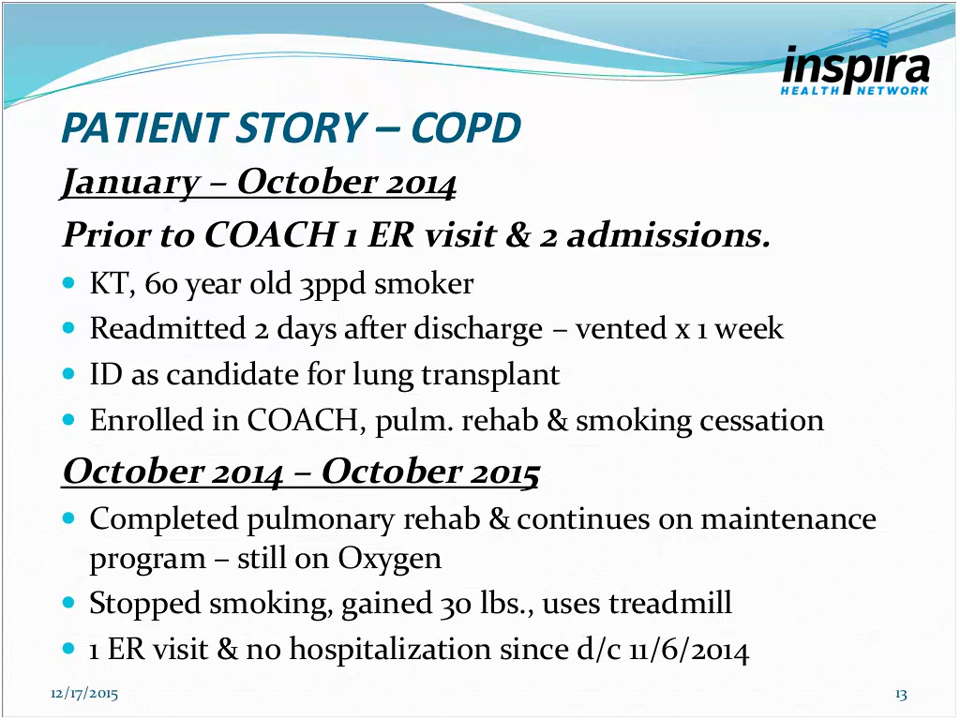 inspira
HEALTH NETWORK
PATIENT STORY – COPD
January – October 2014
Prior to COACH 1 ER visit & 2 admissions.
• KT, 60 year old 3ppd smoker
• Readmitted 2 days after discharge – vented x 1 week
• ID as candidate for lung transplant
• Enrolled in COACH, pulm. rehab & smoking cessation
October 2014 – October 2015
• Completed pulmonary rehab & continues on maintenance
program – still on Oxygen
• Stopped smoking, gained 30 lbs., uses treadmill
• 1 ER visit & no hospitalization since d/c 11/6/2014
12/17/2015
13